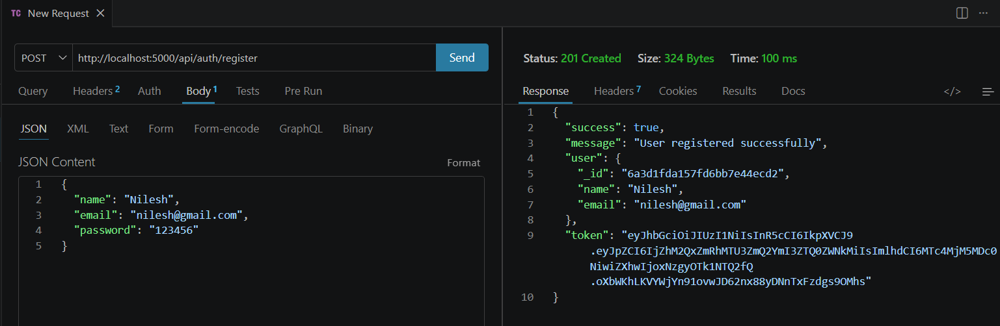 TC New Request
POST http://localhost:5000/api/auth/register Send
Query Headers 2 Auth Body 1 Tests Pre Run
JSON XML Text Form Form-encode GraphQL Binary
JSON Content Format
1 {
2 "name": "Nilesh",
3 "email": "nilesh@gmail.com",
4 "password": "123456"
5 }
Status: 201 Created Size: 324 Bytes Time: 100 ms
Response Headers 7 Cookies Results Docs </>
1 {
2 "success": true,
3 "message": "User registered successfully",
4 "user": {
5 "_id": "6a3d1fda157fd6bb7e44ecd2",
6 "name": "Nilesh",
7 "email": "nilesh@gmail.com"
8 },
9 "token": "eyJhbGciOiJIUzI1NiIsInR5cCI6IkpXVCJ9
.eyJpZCI6IjZhM2QxZmRhMTU3ZmQ2YmI3ZTQ0ZWNkMiIsImlhdCI6MTc4MjM5MDc0
NiwiZXhwIjoxNzgyOTk1NTQ2fQ
.oXbWKhLKVYWjYn91ovwJD62nx88yDNnTxFzdgs9OMhs"
10 }